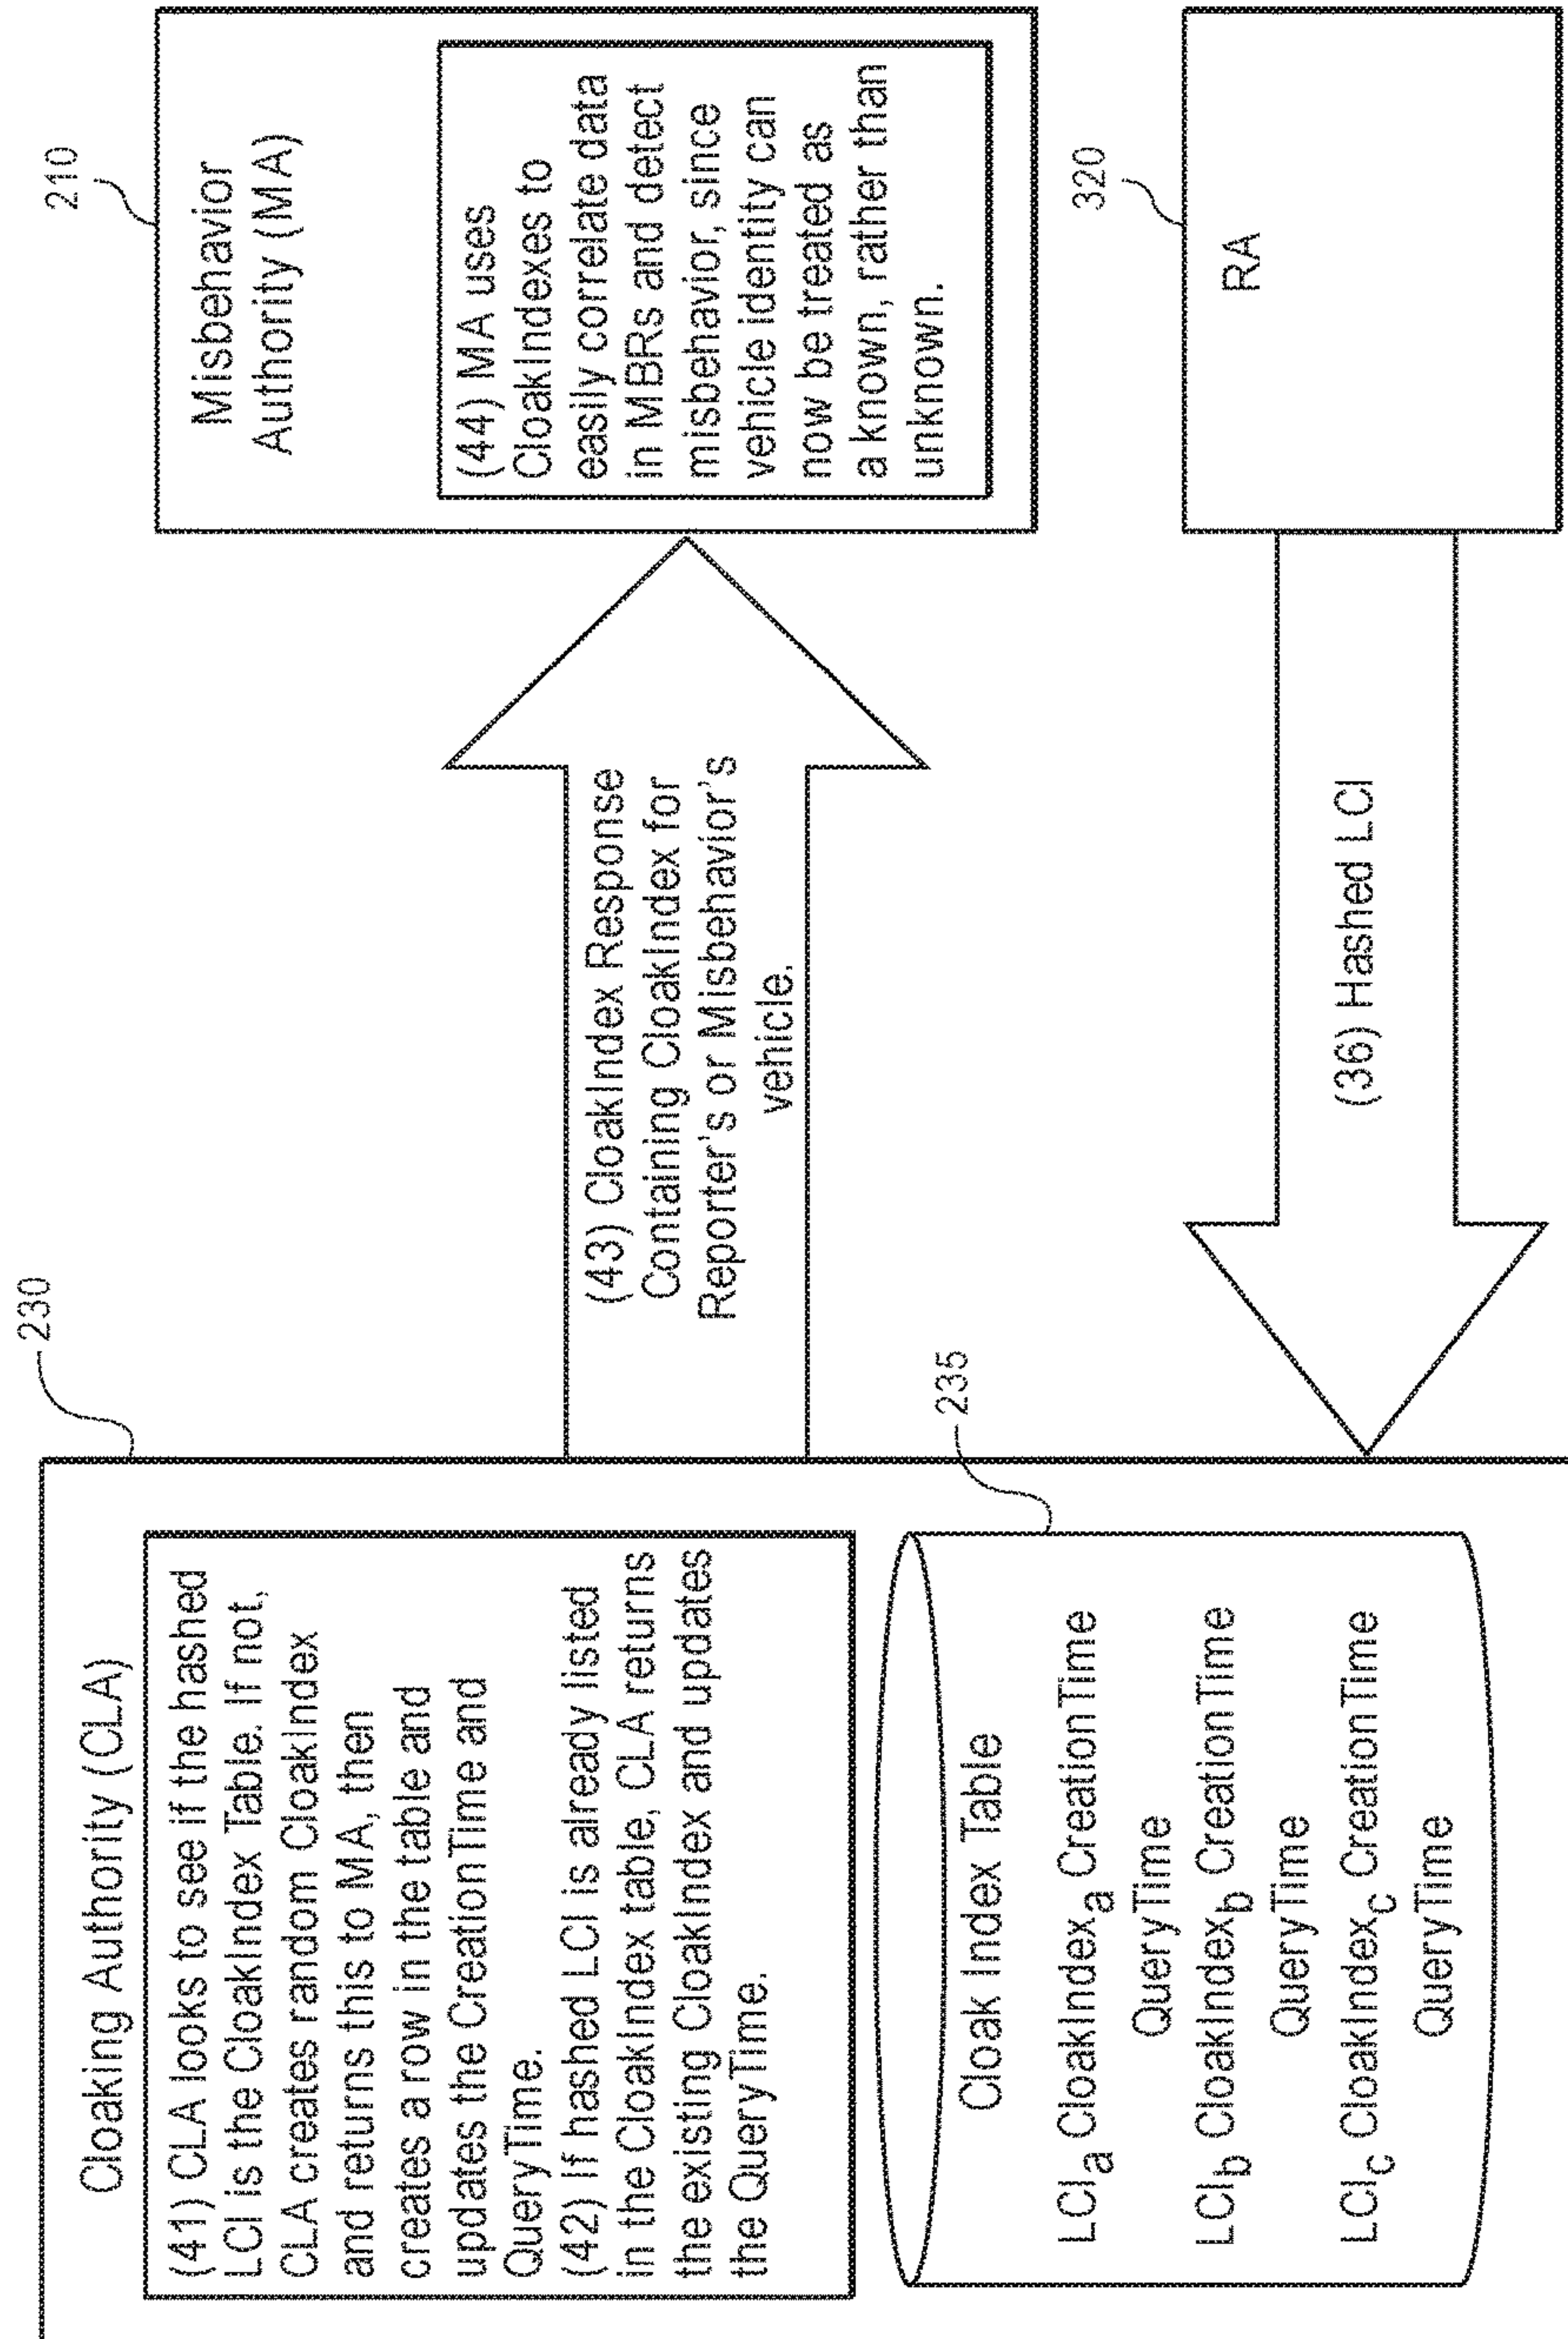 230
Cloaking Authority (CLA)
(41) CLA looks to see if the hashed
LCI is the CloakIndex Table. If not,
CLA creates random CloakIndex
and returns this to MA, then
creates a row in the table and
updates the CreationTime and
QueryTime.
(42) If hashed LCI is already listed
in the CloakIndex table, CLA returns
the existing CloakIndex and updates
the QueryTime.
235
Cloak Index Table
LCIa CloakIndexa CreationTime
QueryTime
LCIb CloakIndexb CreationTime
QueryTime
LCIc CloakIndexc CreationTime
QueryTime
(43) CloakIndex Response
Containing CloakIndex for
Reporter's or Misbehavior's
vehicle.
210
Misbehavior
Authority (MA)
(44) MA uses
CloakIndexes to
easily correlate data
in MBRs and detect
misbehavior, since
vehicle identity can
now be treated as
a known, rather than
unknown.
(36) Hashed LCI
320
RA